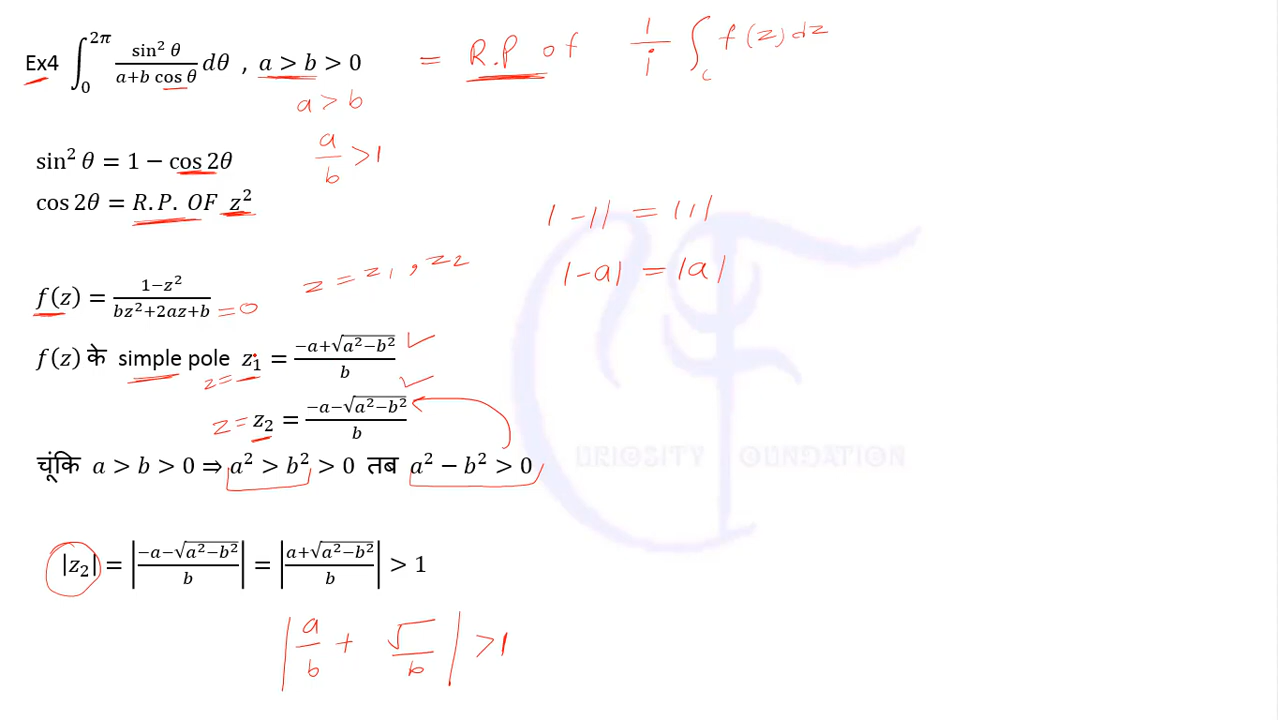 Ex4 ∫₀^{2π} sin² θ / (a+b cos θ) dθ , a > b > 0 = R.P of 1/i ∫_c f(z) dz
a > b
a/b > 1
sin² θ = 1 − cos 2θ
cos 2θ = R.P. OF z²
|-1| = |1|
|-a| = |a|
z = z₁, z₂
f(z) = (1−z²) / (bz²+2az+b) = 0
f(z) के simple pole z₁ = (−a+√(a²−b²)) / b ✓
z =
z = z₂ = (−a−√(a²−b²)) / b ✓
चूंकि a > b > 0 ⇒ a² > b² > 0 तब a² − b² > 0
URIOSITY OUNDATION
|z₂| = |(−a−√(a²−b²)) / b| = |(a+√(a²−b²)) / b| > 1
|a/b + √/b| > 1